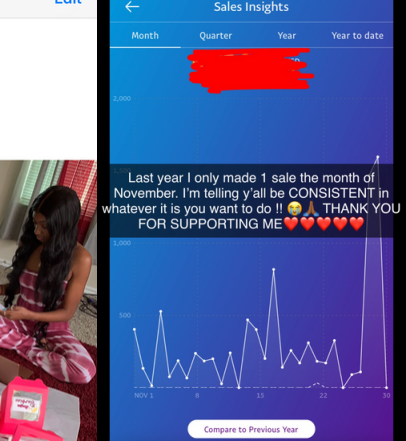 Edit
Sales Insights
Month Quarter Year Year to date
2,000
Last year I only made 1 sale the month of
November. I'm telling y'all be CONSISTENT in
whatever it is you want to do !! 😭🙏🏾 THANK YOU
FOR SUPPORTING ME❤️❤️❤️❤️❤️
1,000
500
NOV 1 8 15 22 30
Compare to Previous Year